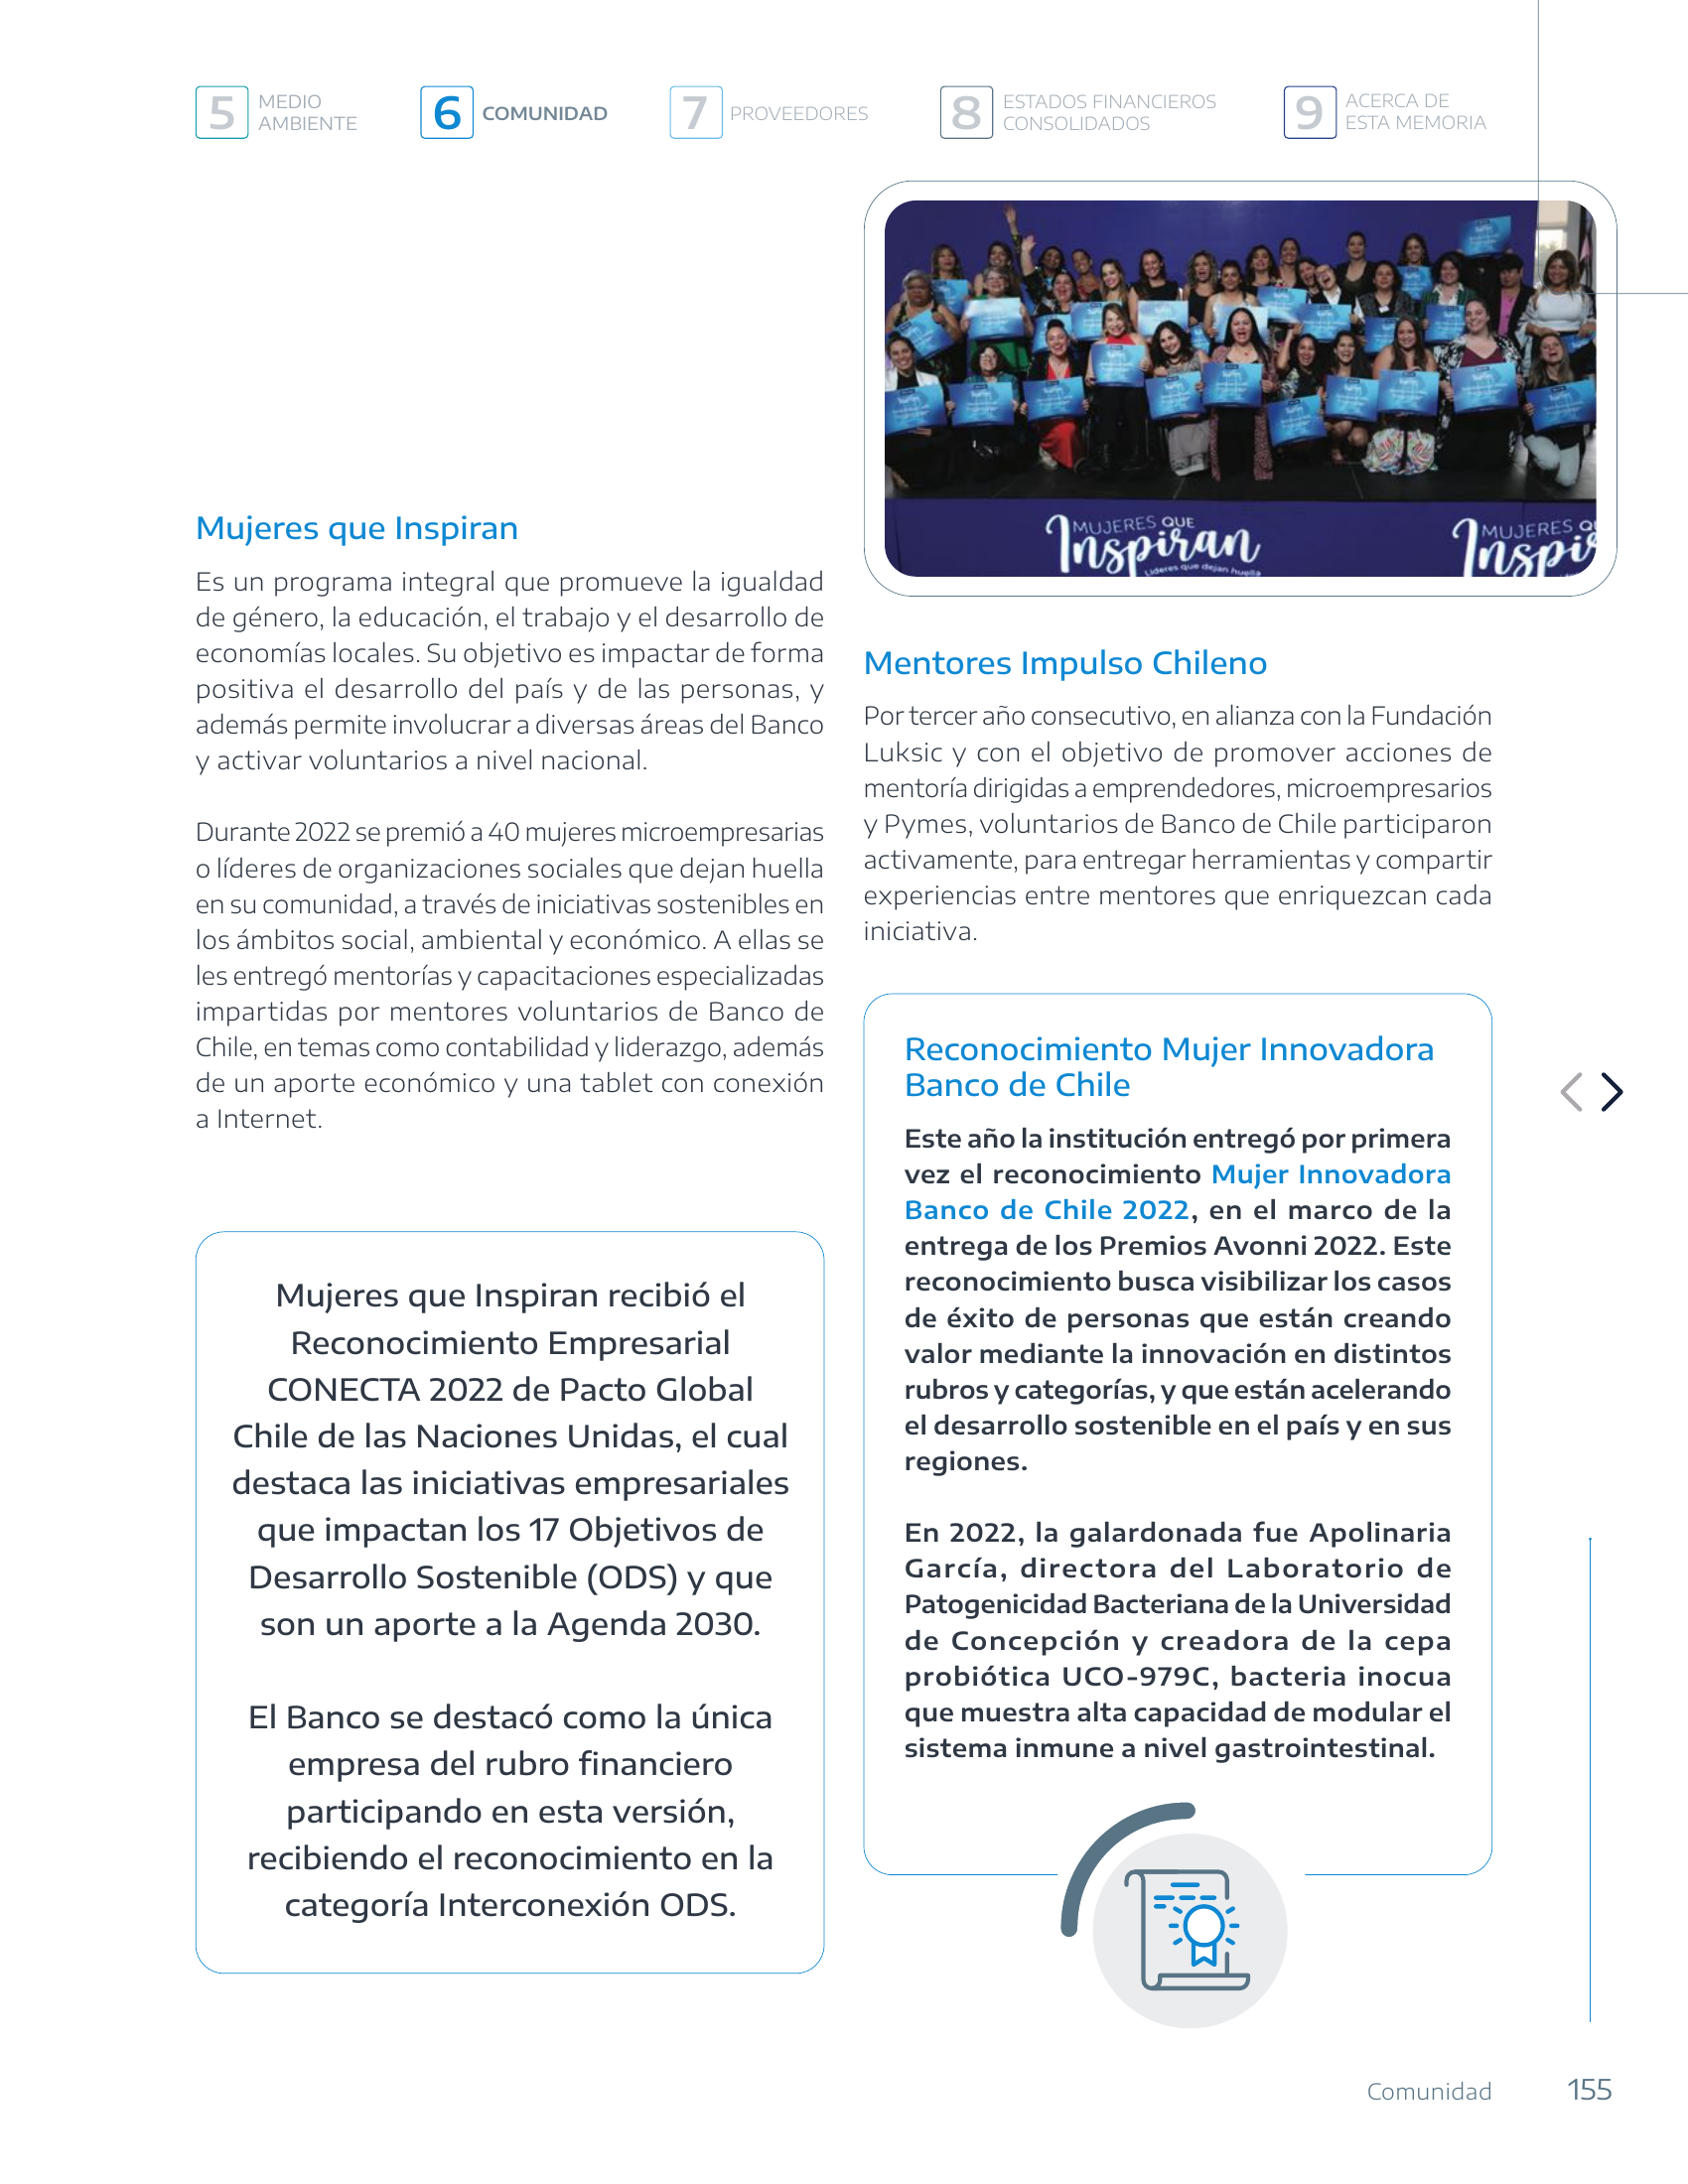 5 MEDIO
AMBIENTE
6 COMUNIDAD
7 PROVEEDORES
8 ESTADOS FINANCIEROS
CONSOLIDADOS
9 ACERCA DE
ESTA MEMORIA
MUJERES QUE
Inspiran
Líderes que dejan huella
MUJERES QU
Inspi
Mujeres que Inspiran
Es un programa integral que promueve la igualdad
de género, la educación, el trabajo y el desarrollo de
economías locales. Su objetivo es impactar de forma
positiva el desarrollo del país y de las personas, y
además permite involucrar a diversas áreas del Banco
y activar voluntarios a nivel nacional.
Durante 2022 se premió a 40 mujeres microempresarias
o líderes de organizaciones sociales que dejan huella
en su comunidad, a través de iniciativas sostenibles en
los ámbitos social, ambiental y económico. A ellas se
les entregó mentorías y capacitaciones especializadas
impartidas por mentores voluntarios de Banco de
Chile, en temas como contabilidad y liderazgo, además
de un aporte económico y una tablet con conexión
a Internet.
Mujeres que Inspiran recibió el
Reconocimiento Empresarial
CONECTA 2022 de Pacto Global
Chile de las Naciones Unidas, el cual
destaca las iniciativas empresariales
que impactan los 17 Objetivos de
Desarrollo Sostenible (ODS) y que
son un aporte a la Agenda 2030.
El Banco se destacó como la única
empresa del rubro financiero
participando en esta versión,
recibiendo el reconocimiento en la
categoría Interconexión ODS.
Mentores Impulso Chileno
Por tercer año consecutivo, en alianza con la Fundación
Luksic y con el objetivo de promover acciones de
mentoría dirigidas a emprendedores, microempresarios
y Pymes, voluntarios de Banco de Chile participaron
activamente, para entregar herramientas y compartir
experiencias entre mentores que enriquezcan cada
iniciativa.
Reconocimiento Mujer Innovadora
Banco de Chile
Este año la institución entregó por primera
vez el reconocimiento Mujer Innovadora
Banco de Chile 2022, en el marco de la
entrega de los Premios Avonni 2022. Este
reconocimiento busca visibilizar los casos
de éxito de personas que están creando
valor mediante la innovación en distintos
rubros y categorías, y que están acelerando
el desarrollo sostenible en el país y en sus
regiones.
En 2022, la galardonada fue Apolinaria
García, directora del Laboratorio de
Patogenicidad Bacteriana de la Universidad
de Concepción y creadora de la cepa
probiótica UCO-979C, bacteria inocua
que muestra alta capacidad de modular el
sistema inmune a nivel gastrointestinal.
Comunidad 155